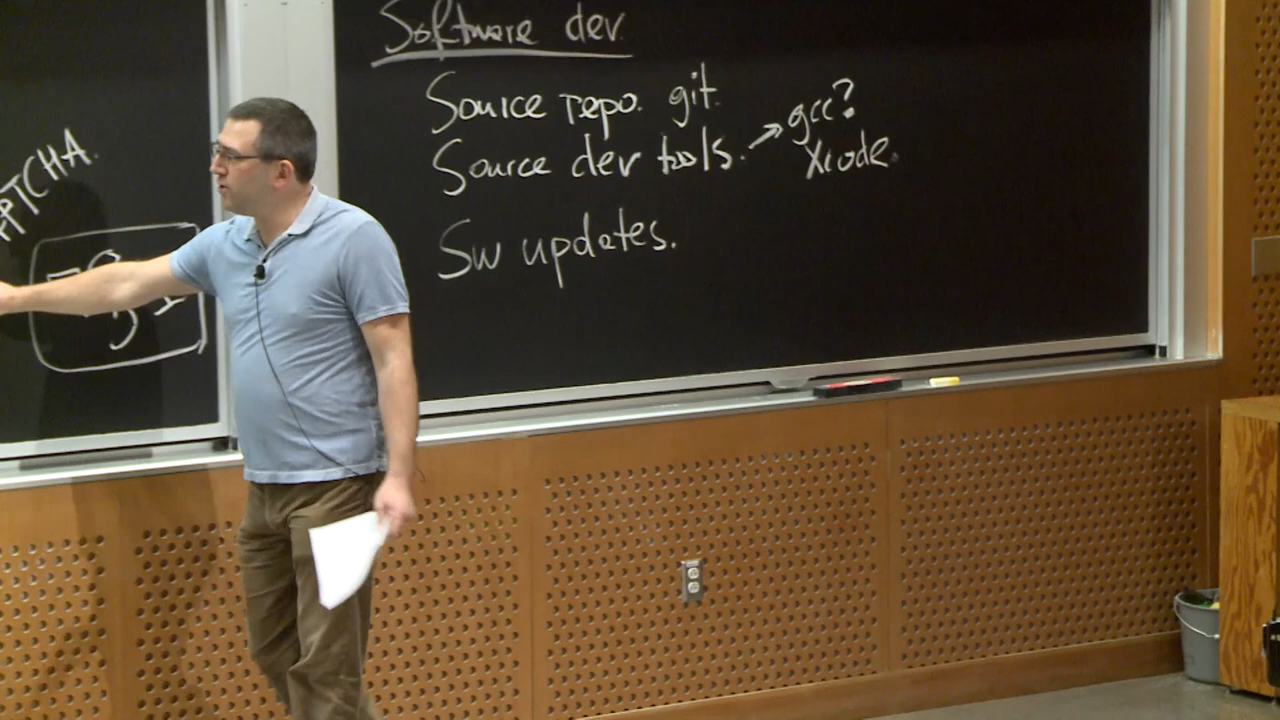 Software dev.
Source repo. git.
Source dev tools. → gcc?
Xcode.
Sw updates.
PTCHA.